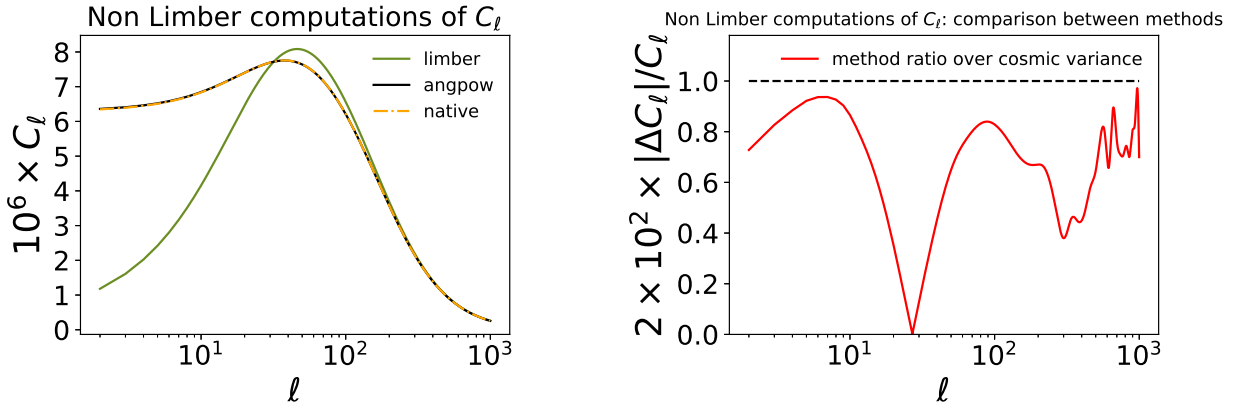 Non Limber computations of $C_\ell$
$10^6 \times C_\ell$
8
7
6
5
4
3
2
1
0
limber
angpow
native
$10^1$ $10^2$ $10^3$
$\ell$
Non Limber computations of $C_\ell$: comparison between methods
$2 \times 10^2 \times |\Delta C_\ell|/C_\ell$
method ratio over cosmic variance
1.0
0.8
0.6
0.4
0.2
0.0
$10^1$ $10^2$ $10^3$
$\ell$